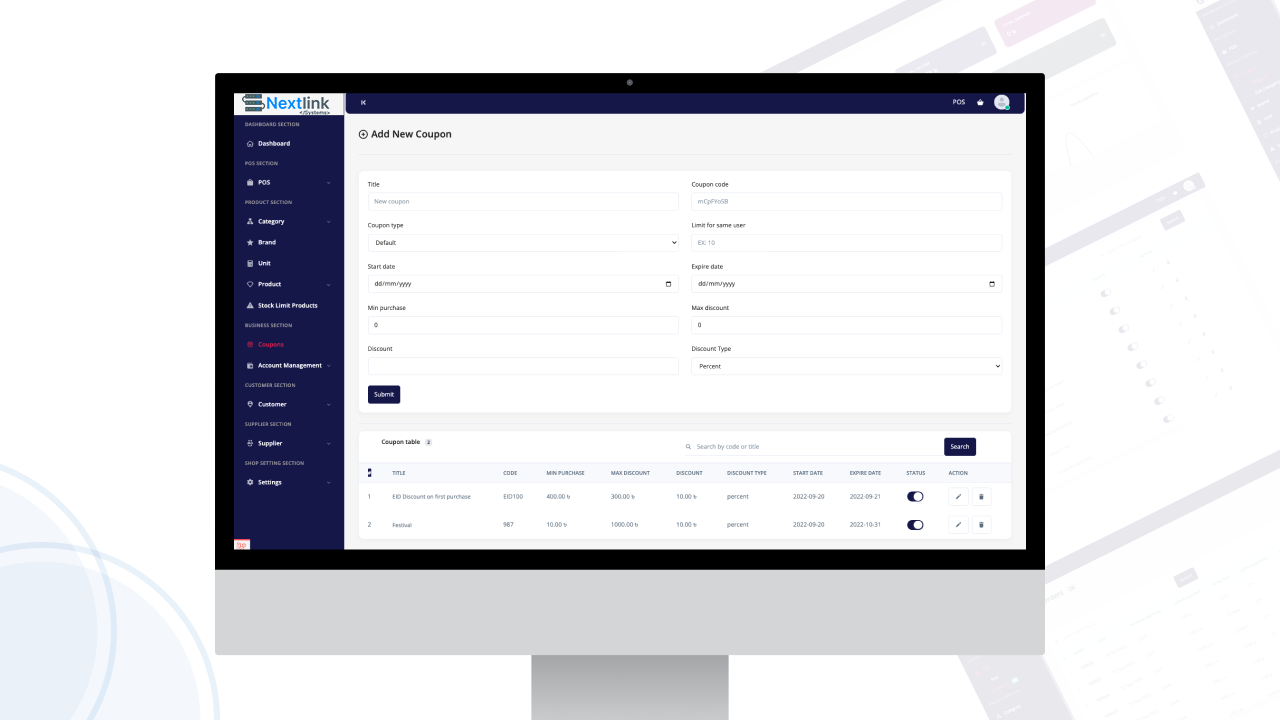 Nextlink
</Systems>
POS
DASHBOARD SECTION
Dashboard
POS SECTION
POS
PRODUCT SECTION
Category
Brand
Unit
Product
Stock Limit Products
BUSINESS SECTION
Coupons
Account Management
CUSTOMER SECTION
Customer
SUPPLIER SECTION
Supplier
SHOP SETTING SECTION
Settings
Add New Coupon
Title
Coupon code
New coupon
mCpFYoSB
Coupon type
Limit for same user
Default
EX: 10
Start date
Expire date
dd/mm/yyyy
dd/mm/yyyy
Min purchase
Max discount
0
0
Discount
Discount Type
Percent
Submit
Coupon table 2
Search by code or title
Search
TITLE CODE MIN PURCHASE MAX DISCOUNT DISCOUNT DISCOUNT TYPE START DATE EXPIRE DATE STATUS ACTION
1 EID Discount on first purchase EID100 400.00 ৳ 300.00 ৳ 10.00 ৳ percent 2022-09-20 2022-09-21
2 Festival 987 10.00 ৳ 1000.00 ৳ 10.00 ৳ percent 2022-09-20 2022-10-31